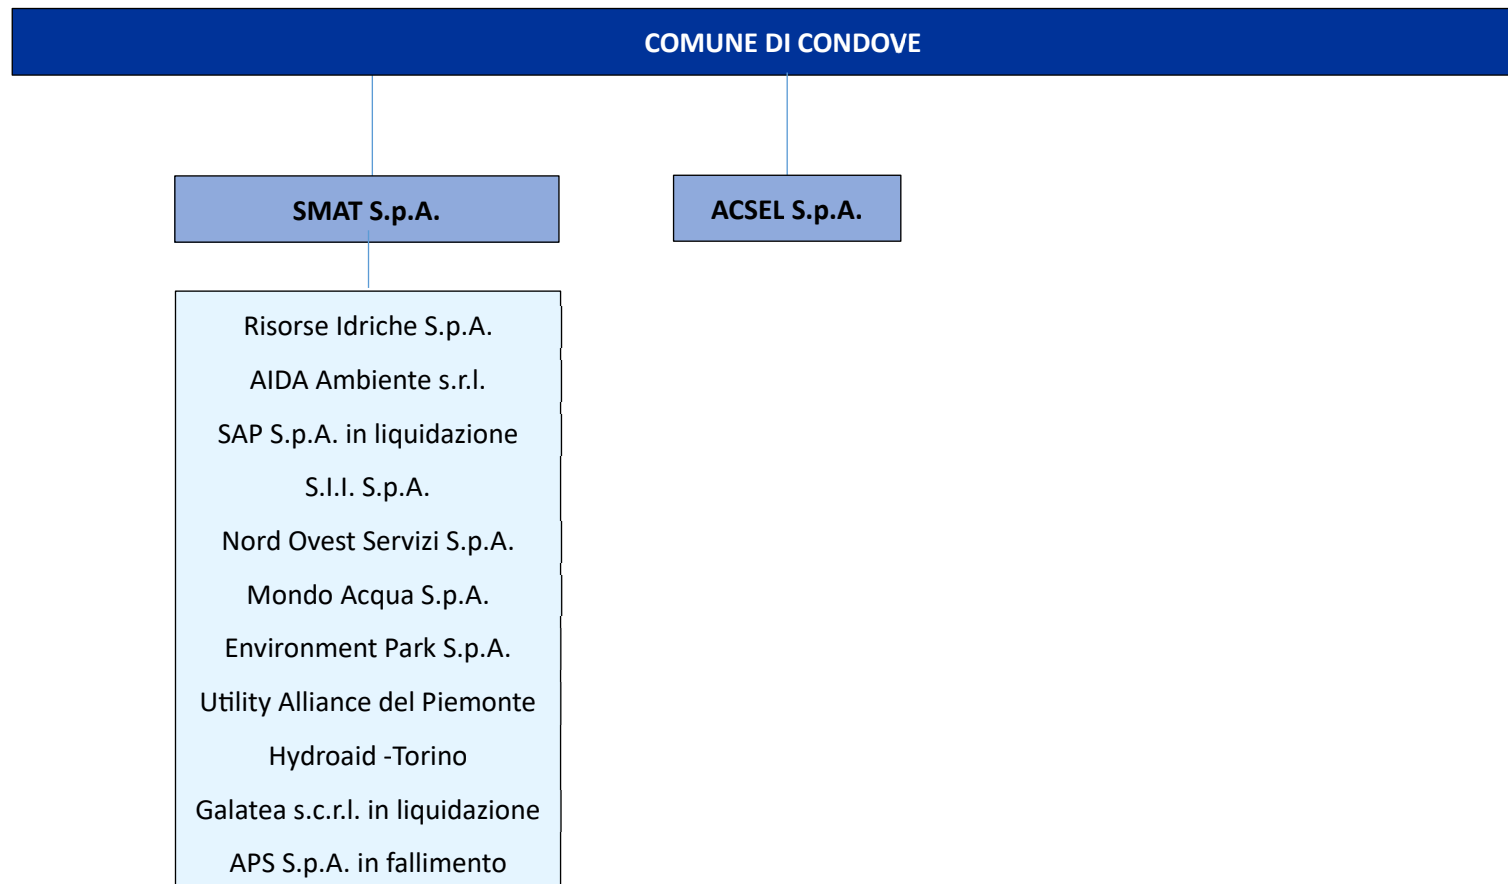 COMUNE DI CONDOVE
SMAT S.p.A.
ACSEL S.p.A.
Risorse Idriche S.p.A.
AIDA Ambiente s.r.l.
SAP S.p.A. in liquidazione
S.I.I. S.p.A.
Nord Ovest Servizi S.p.A.
Mondo Acqua S.p.A.
Environment Park S.p.A.
Utility Alliance del Piemonte
Hydroaid -Torino
Galatea s.c.r.l. in liquidazione
APS S.p.A. in fallimento